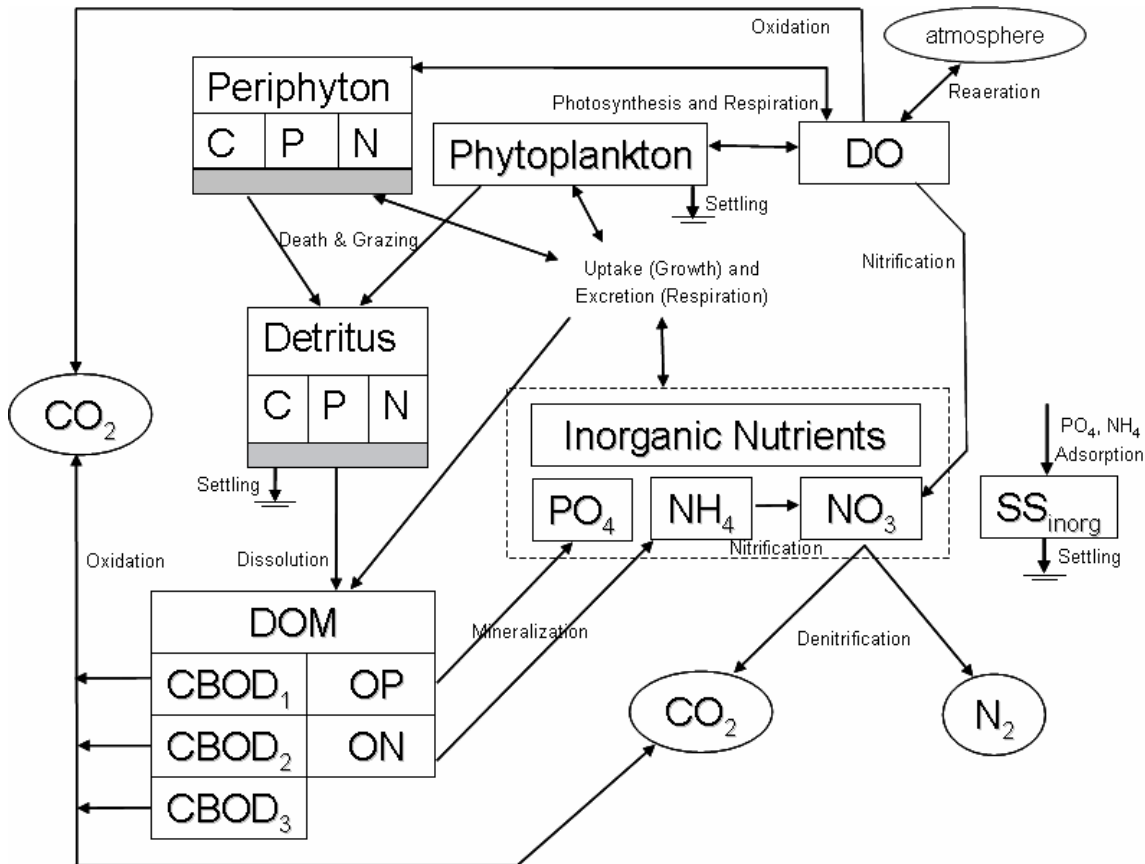 Oxidation
atmosphere
Periphyton
Reaeration
Photosynthesis and Respiration
C P N
Phytoplankton
DO
Settling
Death & Grazing
Nitrification
Uptake (Growth) and
Excretion (Respiration)
Detritus
C P N
CO₂
Inorganic Nutrients
PO₄, NH₄
Adsorption
Settling
PO₄
NH₄
NO₃
SSinorg
Nitrification
Oxidation
Dissolution
Settling
DOM
Mineralization
Denitrification
CBOD₁ OP
CBOD₂ ON
CBOD₃
CO₂
N₂